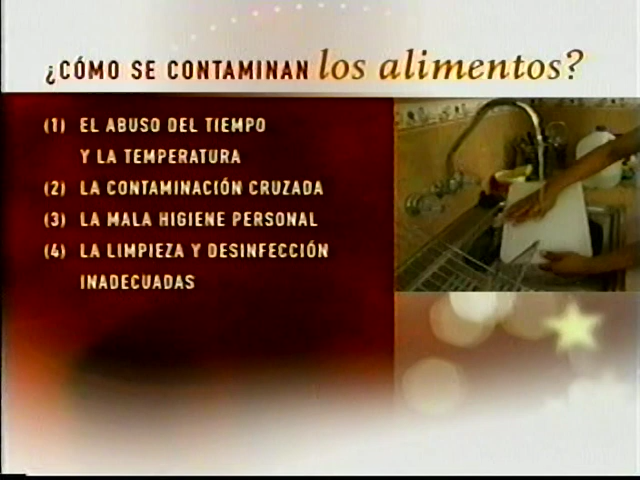 ¿CÓMO SE CONTAMINAN los alimentos?
(1) EL ABUSO DEL TIEMPO
Y LA TEMPERATURA
(2) LA CONTAMINACIÓN CRUZADA
(3) LA MALA HIGIENE PERSONAL
(4) LA LIMPIEZA Y DESINFECCIÓN
INADECUADAS